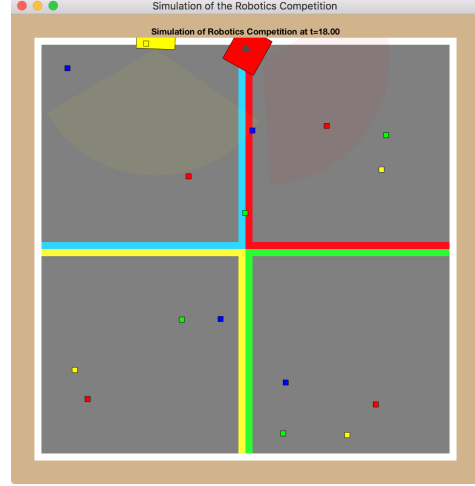 Simulation of the Robotics Competition
Simulation of Robotics Competition at t=18.00